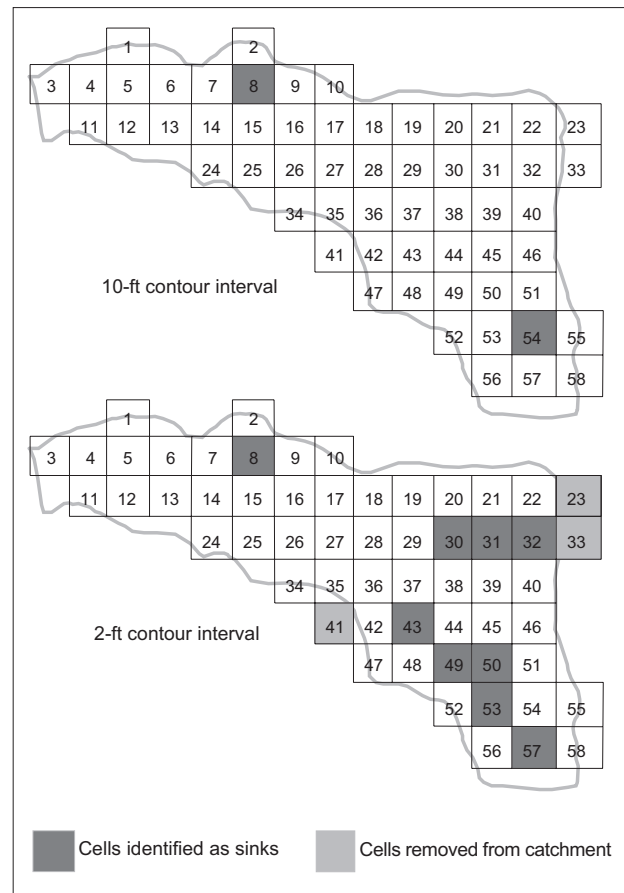 1 2
3 4 5 6 7 8 9 10
11 12 13 14 15 16 17 18 19 20 21 22 23
24 25 26 27 28 29 30 31 32 33
34 35 36 37 38 39 40
41 42 43 44 45 46
10-ft contour interval
47 48 49 50 51
52 53 54 55
56 57 58
1 2
3 4 5 6 7 8 9 10
11 12 13 14 15 16 17 18 19 20 21 22 23
24 25 26 27 28 29 30 31 32 33
34 35 36 37 38 39 40
41 42 43 44 45 46
2-ft contour interval
47 48 49 50 51
52 53 54 55
56 57 58
Cells identified as sinks
Cells removed from catchment